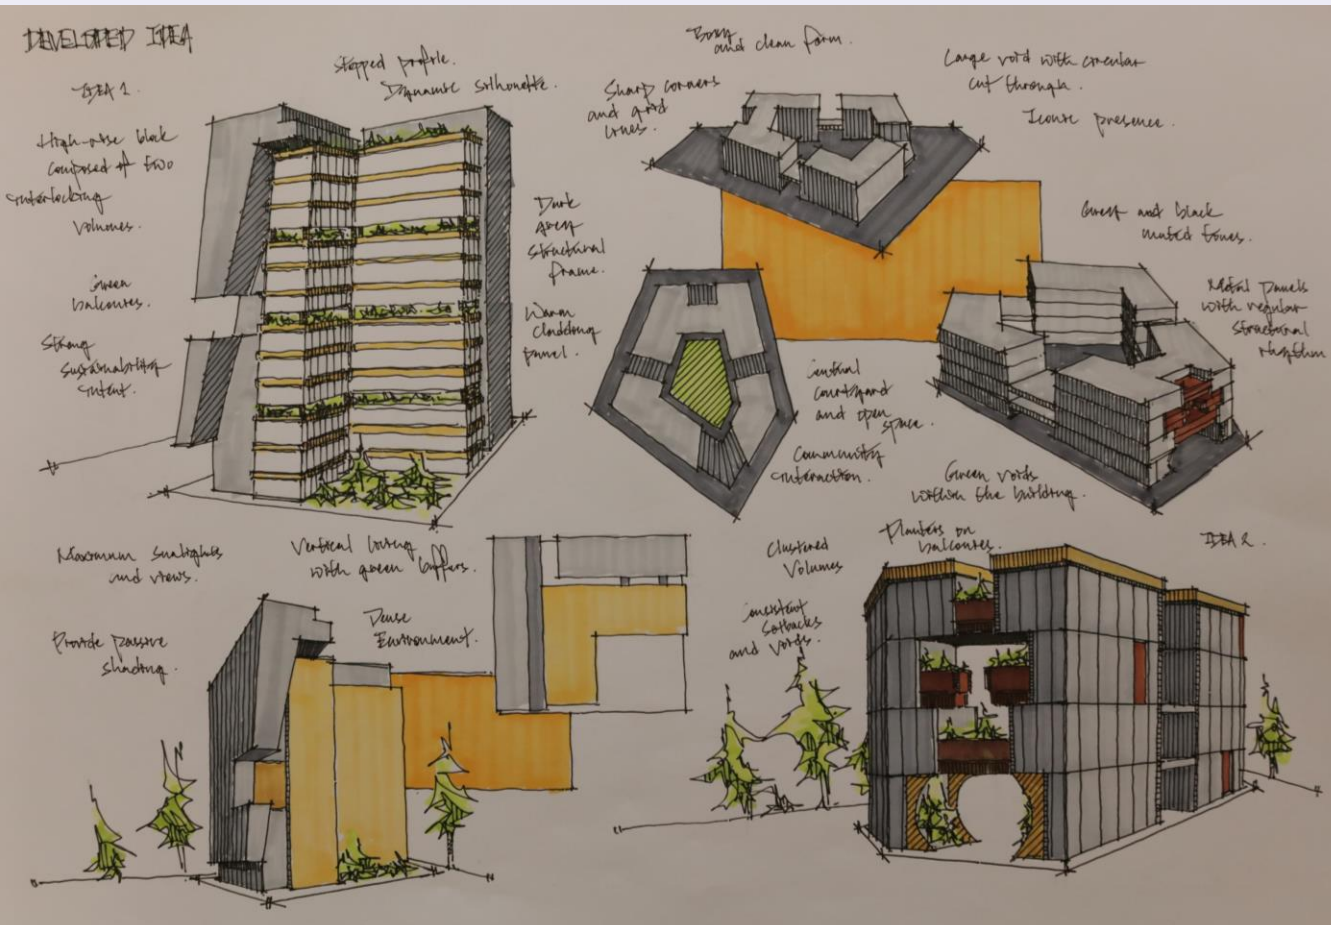 DEVELOPED IDEA
IDEA 1.
High-rise block
composed of two
interlocking
volumes.
Green
balconies.
Strong
sustainability
intent.
Stepped profile.
Dynamic silhouette.
Dark
grey
structural
frame.
Warm
cladding
panel.
Boxy
and clean form.
Sharp corners
and grid
lines.
Large void with circular
cut through.
Iconic presence.
Grey and black
muted tones.
Metal panels
with regular
structural
rhythm
Central
courtyard
and open
space.
Community
interaction.
Green voids
within the building.
Maximum sunlights
and views.
Vertical living
with green buffers.
Provide passive
shading.
Dense
Environment.
Clustered
Volumes
Planters on
balconies.
IDEA 2.
Consistent
setbacks
and voids.